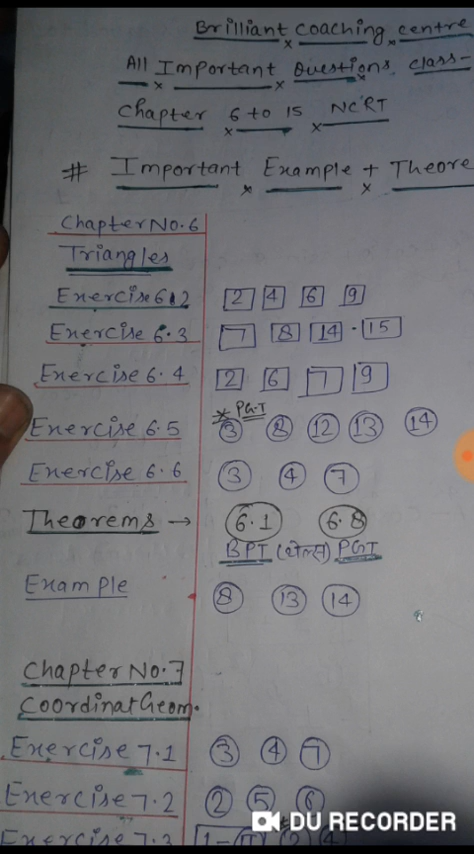 Brilliant coaching centre
All Important Questions class-
Chapter 6 to 15 NCRT
# Important Example + Theore
Chapter No.6
Triangles
Exercise 6.2 2 4 6 9
Exercise 6.3 7 8 14 15
Exercise 6.4 2 6 7 9
PGT
Exercise 6.5 3 8 12 13 14
Exercise 6.6 3 4 7
Theorems → 6.1 6.8
BPT (थेल्स) PGT
Example 8 13 14
Chapter No.7
CoordinatGeom.
Exercise 7.1 3 4 7
Exercise 7.2 2 5 6
DU RECORDER
Exercise 7.3